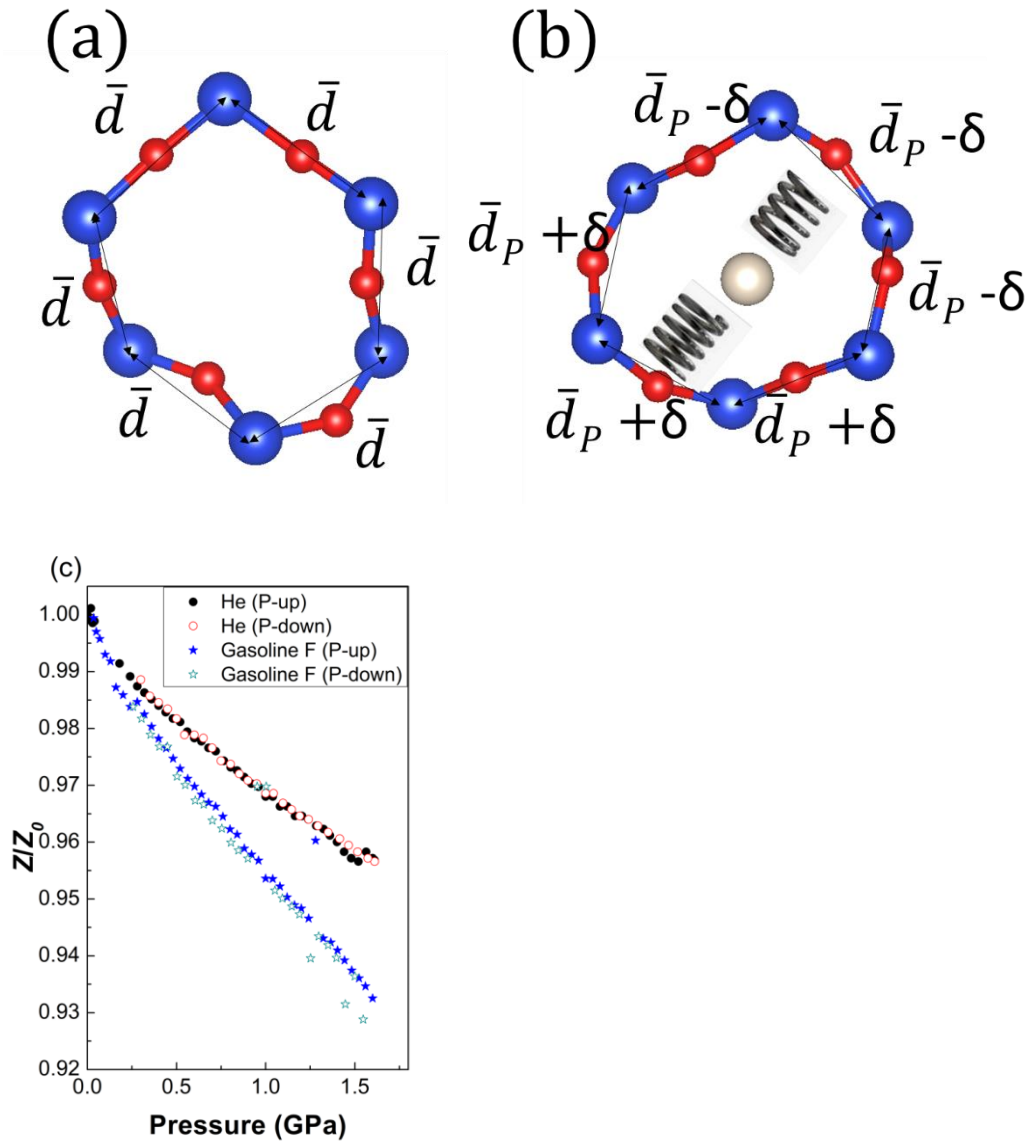 (a)
(b)
d̄
d̄
d̄
d̄
d̄
d̄
d̄_P -δ
d̄_P -δ
d̄_P +δ
d̄_P -δ
d̄_P +δ
d̄_P +δ
(c)
He (P-up)
He (P-down)
Gasoline F (P-up)
Gasoline F (P-down)
1.00
0.99
0.98
0.97
0.96
0.95
0.94
0.93
0.92
Z/Z₀
0.0
0.5
1.0
1.5
Pressure (GPa)